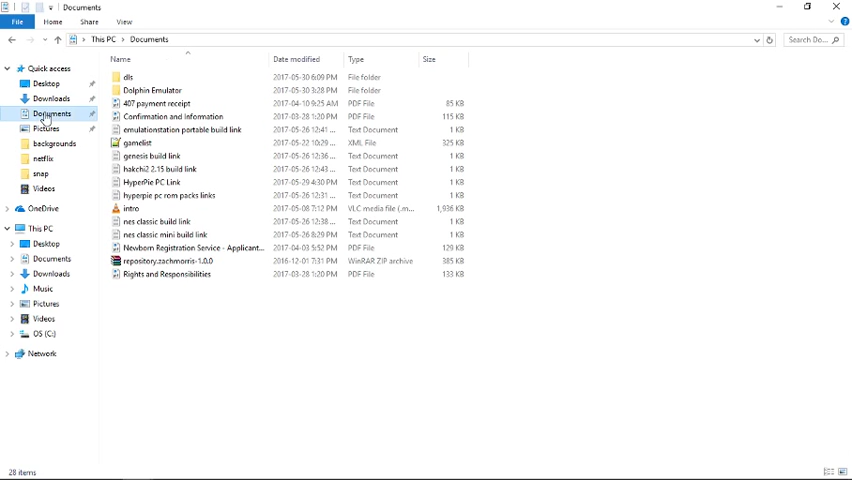 Documents
File Home Share View
This PC Documents Search Do...
Name Date modified Type Size
Quick access
Desktop
Downloads
Documents
Pictures
backgrounds
netflix
snap
Videos
OneDrive
This PC
Desktop
Documents
Downloads
Music
Pictures
Videos
OS (C:)
Network
dls 2017-05-30 6:09 PM File folder
Dolphin Emulator 2017-05-30 3:28 PM File folder
407 payment receipt 2017-04-10 9:25 AM PDF File 85 KB
Confirmation and Information 2017-03-28 1:20 PM PDF File 115 KB
emulationstation portable build link 2017-05-26 12:41 ... Text Document 1 KB
gamelist 2017-05-22 10:29 ... XML File 325 KB
genesis build link 2017-05-26 12:36 ... Text Document 1 KB
hakchi2 2.15 build link 2017-05-26 12:43 ... Text Document 1 KB
HyperPie PC Link 2017-05-29 4:30 PM Text Document 1 KB
hyperpie pc rom packs links 2017-05-26 12:31 ... Text Document 1 KB
intro 2017-05-08 7:12 PM VLC media file (.m... 1,936 KB
nes classic build link 2017-05-26 12:38 ... Text Document 1 KB
nes classic mini build link 2017-05-26 8:29 PM Text Document 1 KB
Newborn Registration Service - Applicant... 2017-04-03 5:52 PM PDF File 129 KB
repository.zachmorris-1.0.0 2016-12-01 7:31 PM WinRAR ZIP archive 385 KB
Rights and Responsibilities 2017-03-28 1:20 PM PDF File 133 KB
28 items